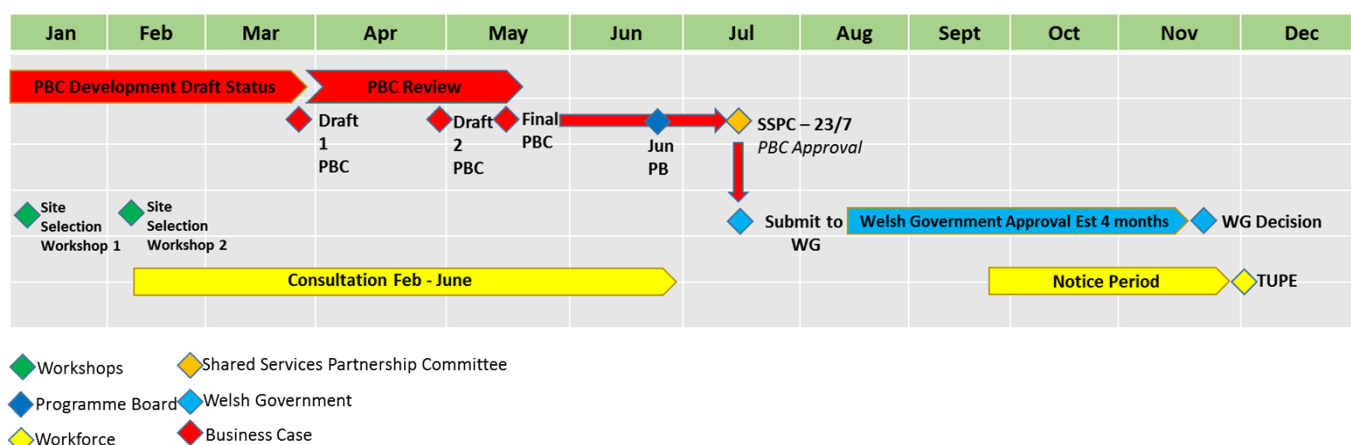 Jan Feb Mar Apr May Jun Jul Aug Sept Oct Nov Dec
PBC Development Draft Status
PBC Review
Draft
1
PBC
Draft
2
PBC
Final
PBC
Jun
PB
SSPC – 23/7
PBC Approval
Site
Selection
Workshop 1
Site
Selection
Workshop 2
Submit to
WG
Welsh Government Approval Est 4 months
WG Decision
Consultation Feb - June
Notice Period
TUPE
Workshops
Shared Services Partnership Committee
Programme Board
Welsh Government
Workforce
Business Case